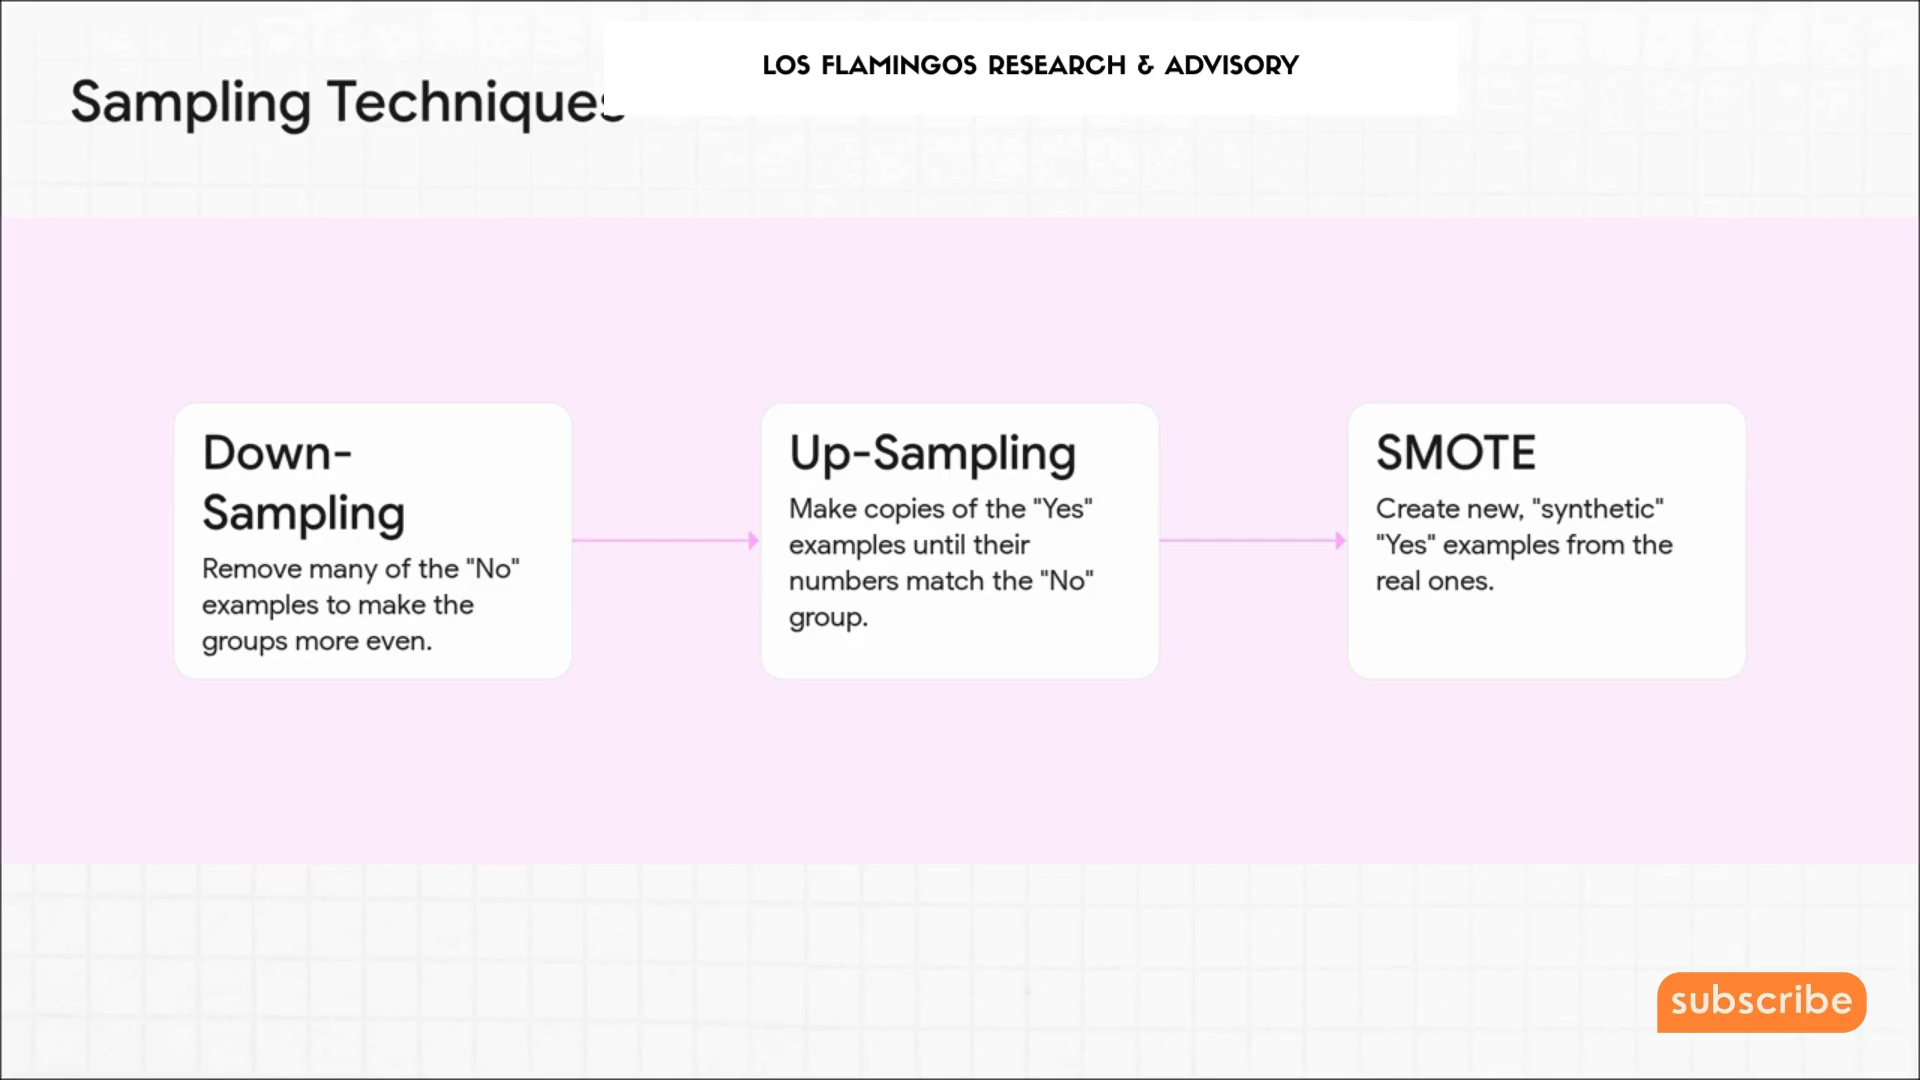 LOS FLAMINGOS RESEARCH & ADVISORY
Sampling Techniques
Down-
Sampling
Remove many of the "No"
examples to make the
groups more even.
Up-Sampling
Make copies of the "Yes"
examples until their
numbers match the "No"
group.
SMOTE
Create new, "synthetic"
"Yes" examples from the
real ones.
subscribe